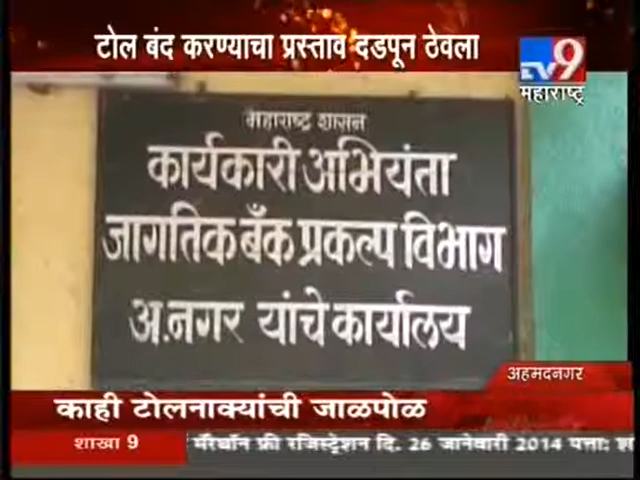 महाराष्ट्र
टोल बंद करण्याचा प्रस्ताव दडपून ठेवला
TV9
महाराष्ट्र
महाराष्ट्र शासन
कार्यकारी अभियंता
जागतिक बँक प्रकल्प विभाग
अ.नगर यांचे कार्यालय
अहमदनगर
काही टोलनाक्यांची जाळपोळ
शाखा 9
मॅरेथॉन फ्री रजिस्ट्रेशन दि. 26 जानेवारी 2014 पत्ता: